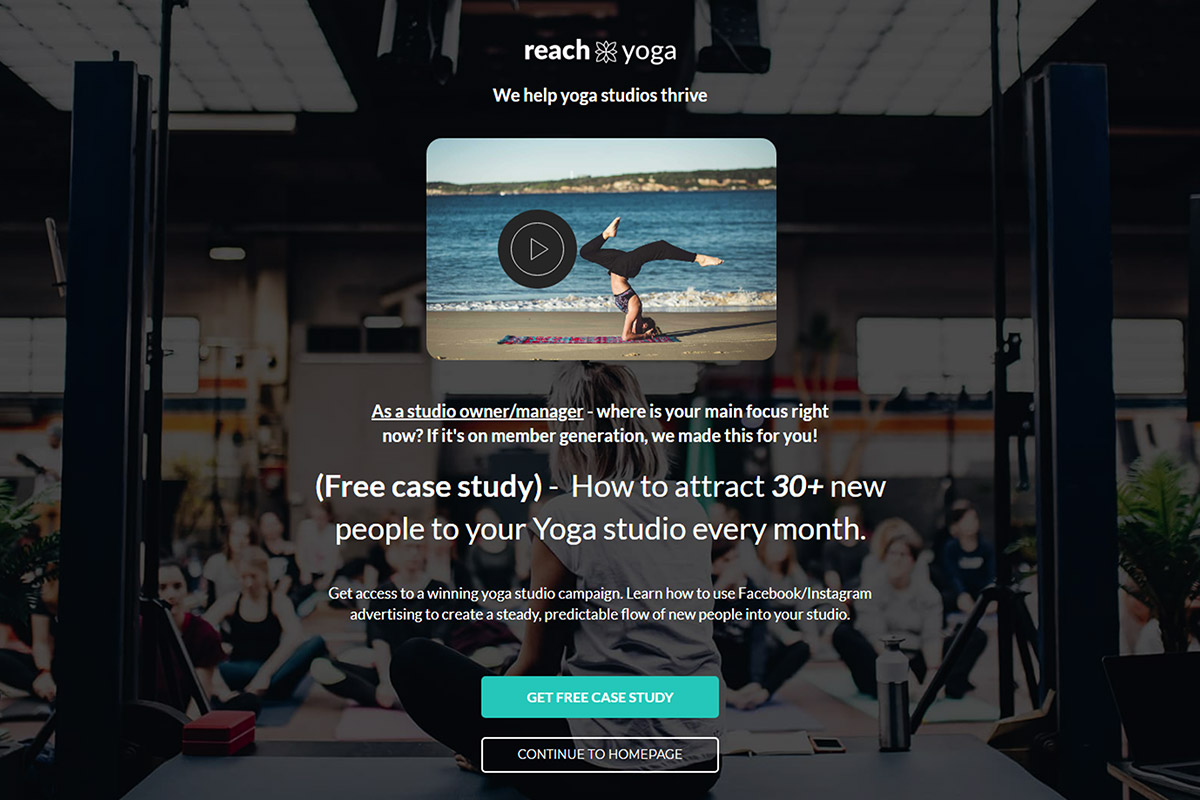 reach yoga
We help yoga studios thrive
As a studio owner/manager - where is your main focus right
now? If it's on member generation, we made this for you!
(Free case study) - How to attract 30+ new
people to your Yoga studio every month.
Get access to a winning yoga studio campaign. Learn how to use Facebook/Instagram
advertising to create a steady, predictable flow of new people into your studio.
GET FREE CASE STUDY
CONTINUE TO HOMEPAGE